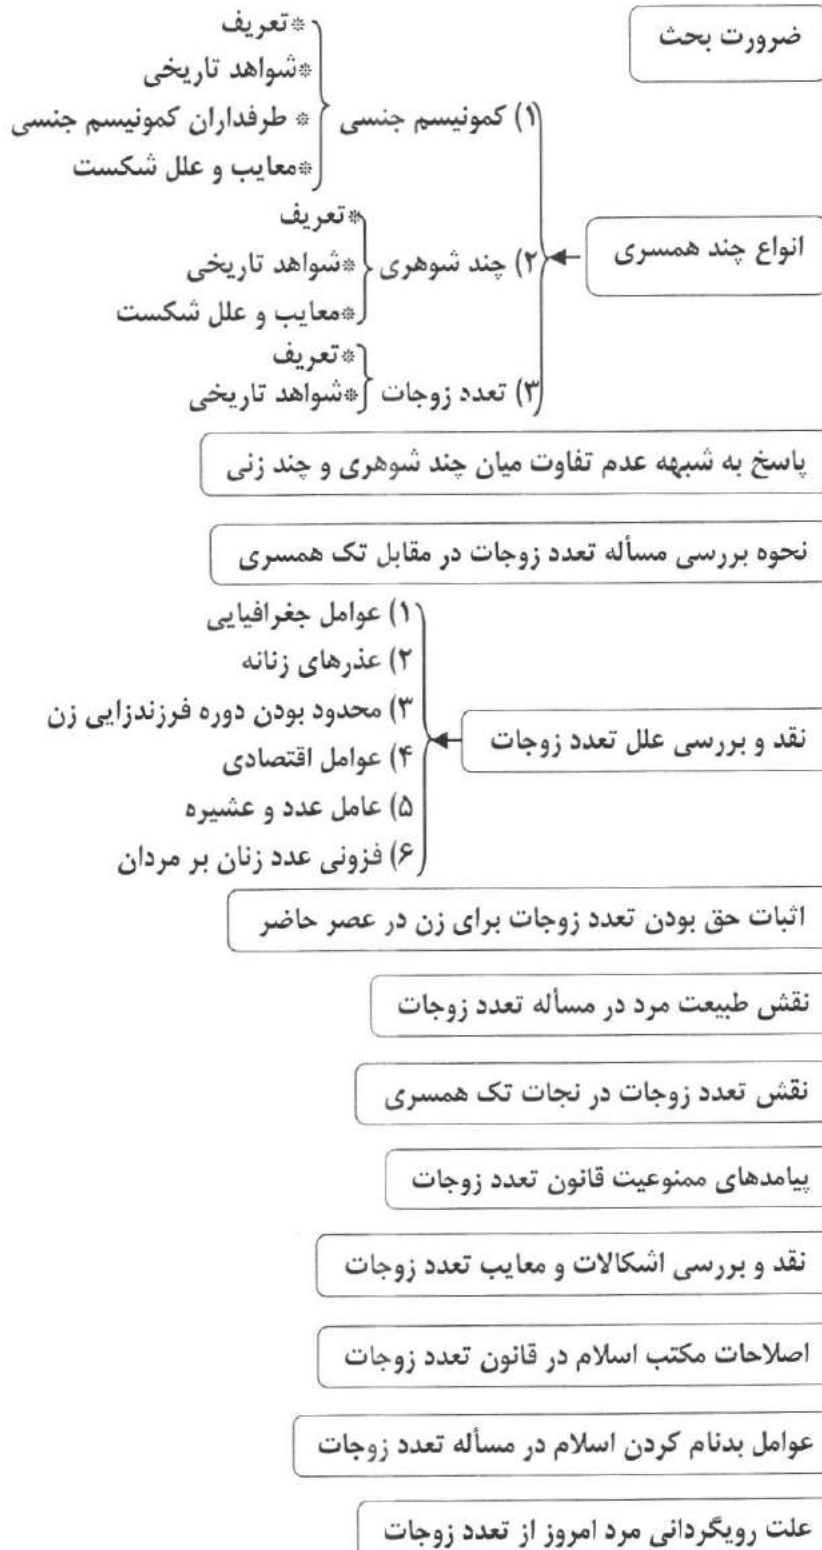 ضرورت بحث
انواع چند همسری
۱) کمونیسم جنسی
*تعریف
*شواهد تاریخی
* طرفداران کمونیسم جنسی
*معایب و علل شکست
۲) چند شوهری
*تعریف
*شواهد تاریخی
*معایب و علل شکست
۳) تعدد زوجات
*تعریف
*شواهد تاریخی
پاسخ به شبهه عدم تفاوت میان چند شوهری و چند زنی
نحوه بررسی مسأله تعدد زوجات در مقابل تک همسری
نقد و بررسی علل تعدد زوجات
۱) عوامل جغرافیایی
۲) عذرهای زنانه
۳) محدود بودن دوره فرزندزایی زن
۴) عوامل اقتصادی
۵) عامل عدد و عشیره
۶) فزونی عدد زنان بر مردان
اثبات حق بودن تعدد زوجات برای زن در عصر حاضر
نقش طبیعت مرد در مسأله تعدد زوجات
نقش تعدد زوجات در نجات تک همسری
پیامدهای ممنوعیت قانون تعدد زوجات
نقد و بررسی اشکالات و معایب تعدد زوجات
اصلاحات مکتب اسلام در قانون تعدد زوجات
عوامل بدنام کردن اسلام در مسأله تعدد زوجات
علت رویگردانی مرد امروز از تعدد زوجات